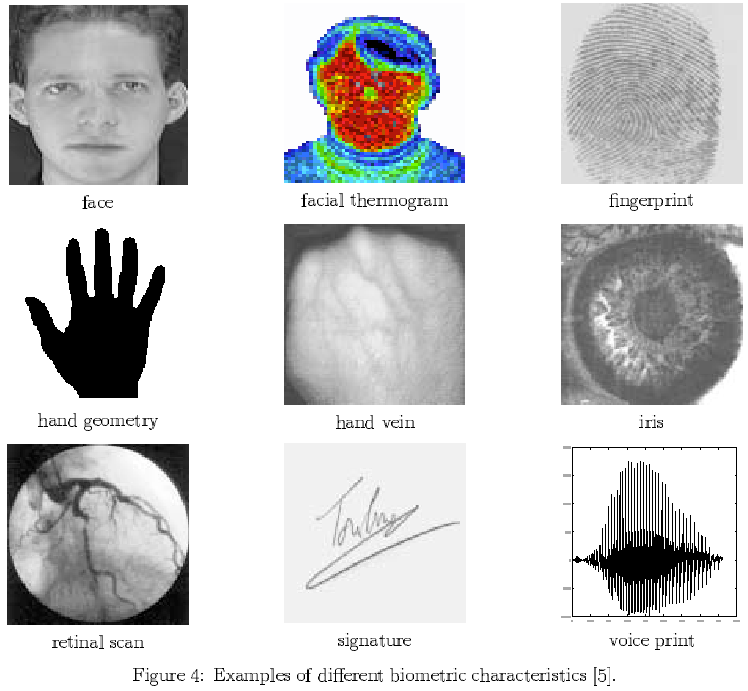 face
facial thermogram
fingerprint
hand geometry
hand vein
iris
retinal scan
signature
voice print
Figure 4: Examples of different biometric characteristics [5].